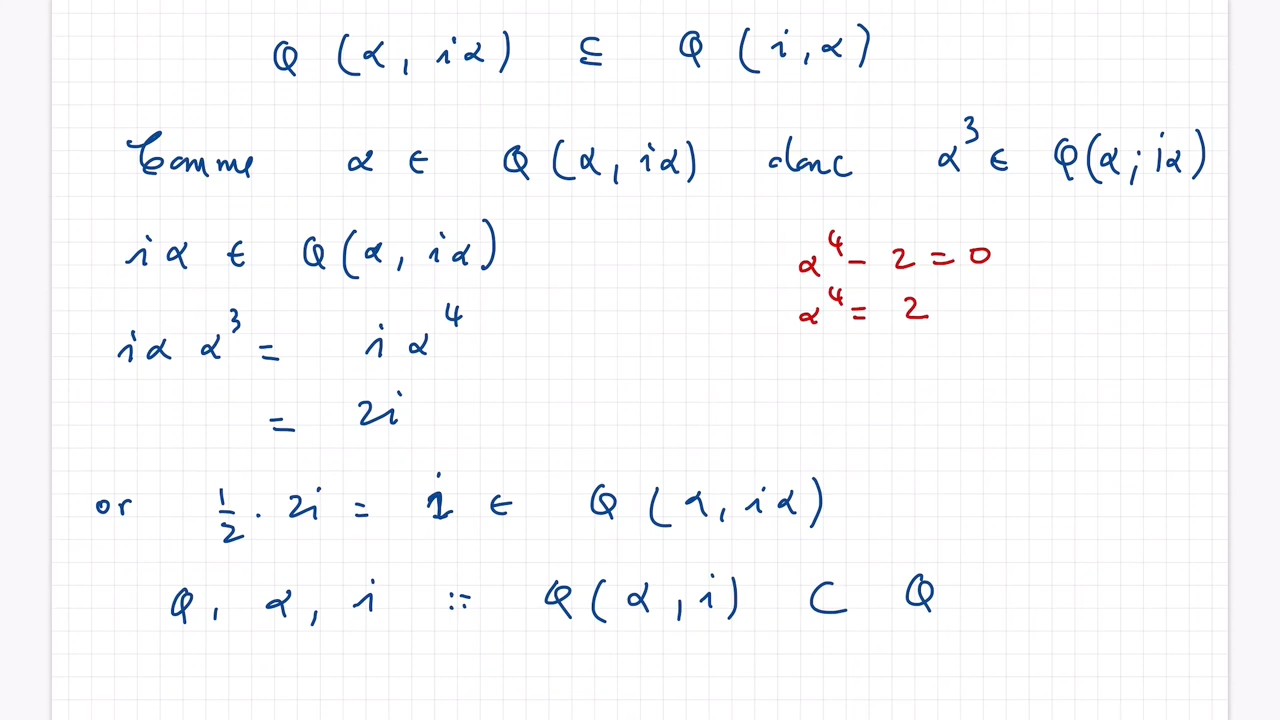 Q (α, iα) ⊆ Q (i, α)
Comme α ∈ Q (α, iα) donc α³ ∈ Q(α; iα)
iα ∈ Q(α, iα)
α⁴ - 2 = 0
α⁴ = 2
iα α³ = i α⁴
= 2i
or 1/2 . 2i = i ∈ Q (α, iα)
Q, α, i :: Q(α, i) ⊂ Q